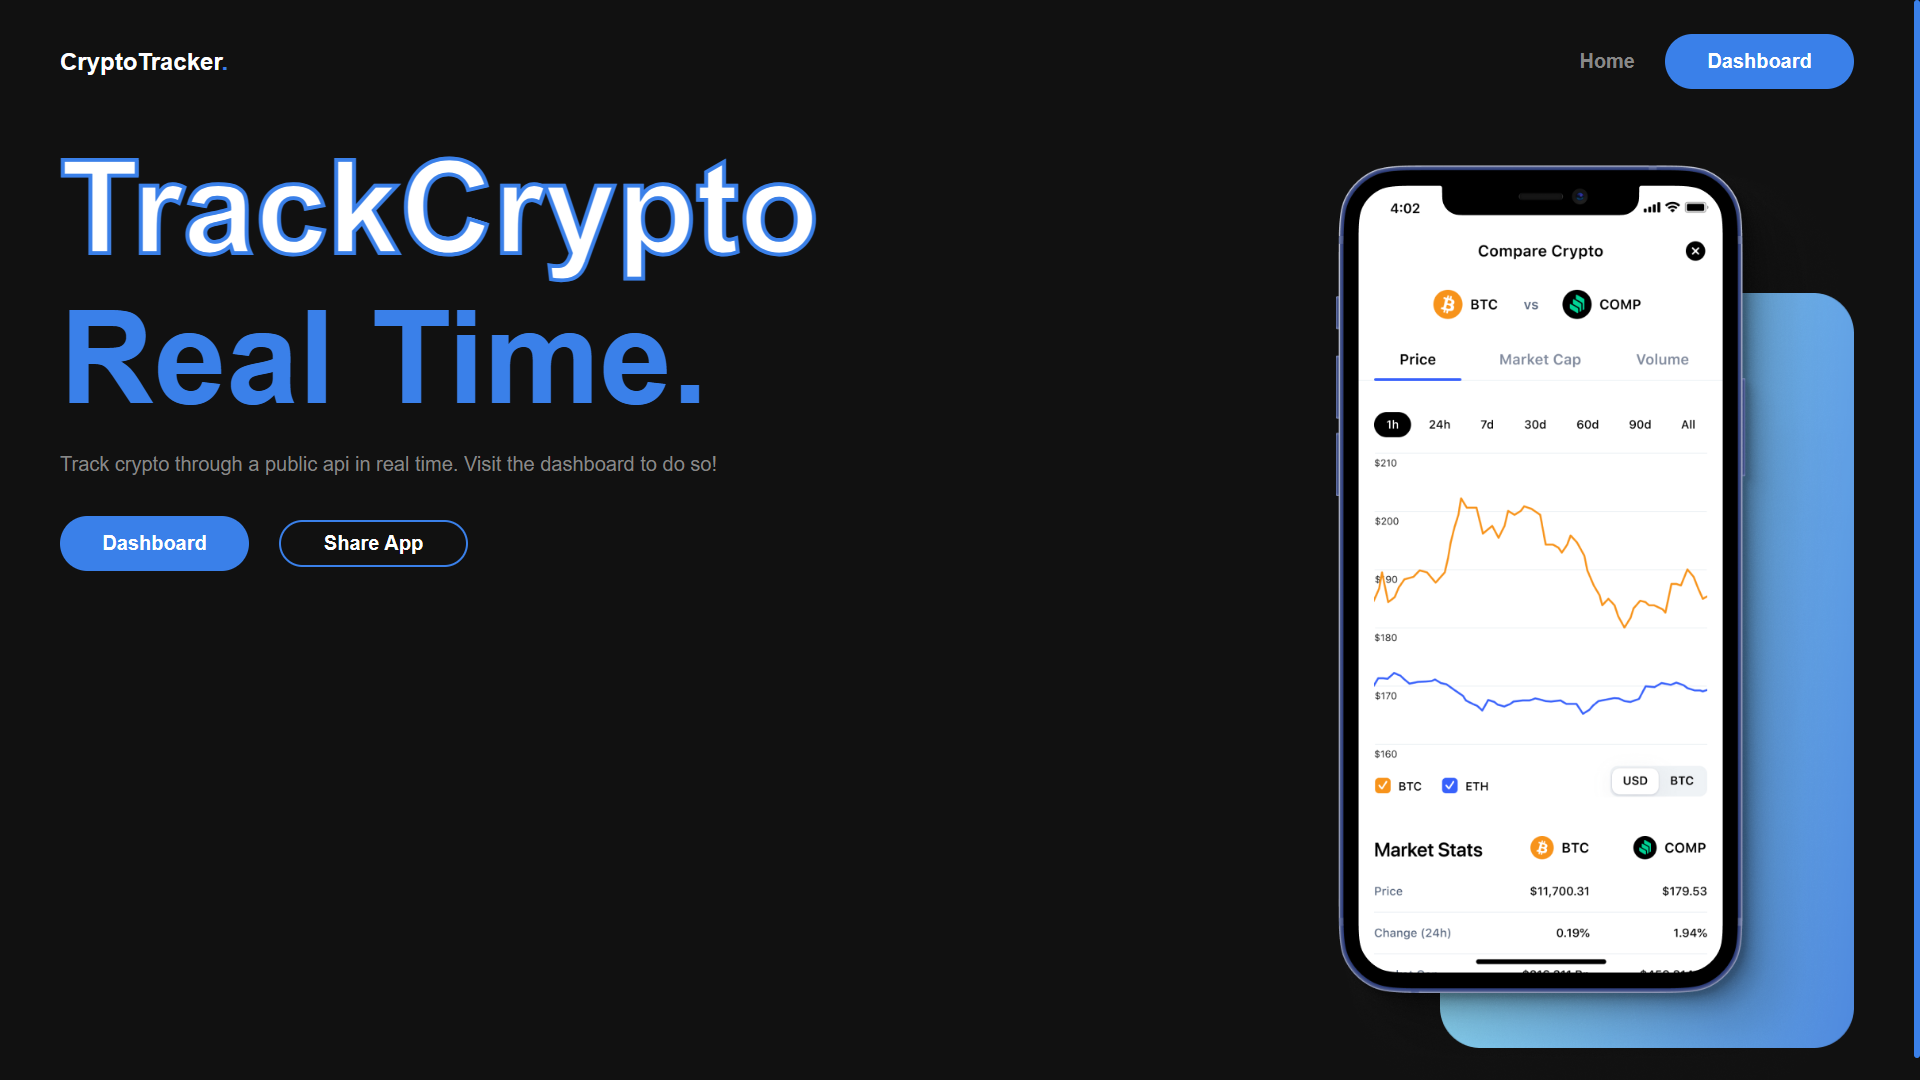 CryptoTracker.
Home
Dashboard
TrackCrypto
Real Time.
Track crypto through a public api in real time. Visit the dashboard to do so!
Dashboard
Share App
4:02
Compare Crypto
BTC vs COMP
Price Market Cap Volume
1h 24h 7d 30d 60d 90d All
$210
$200
$190
$180
$170
$160
BTC ETH
USD BTC
Market Stats BTC COMP
Price $11,700.31 $179.53
Change (24h) 0.19% 1.94%